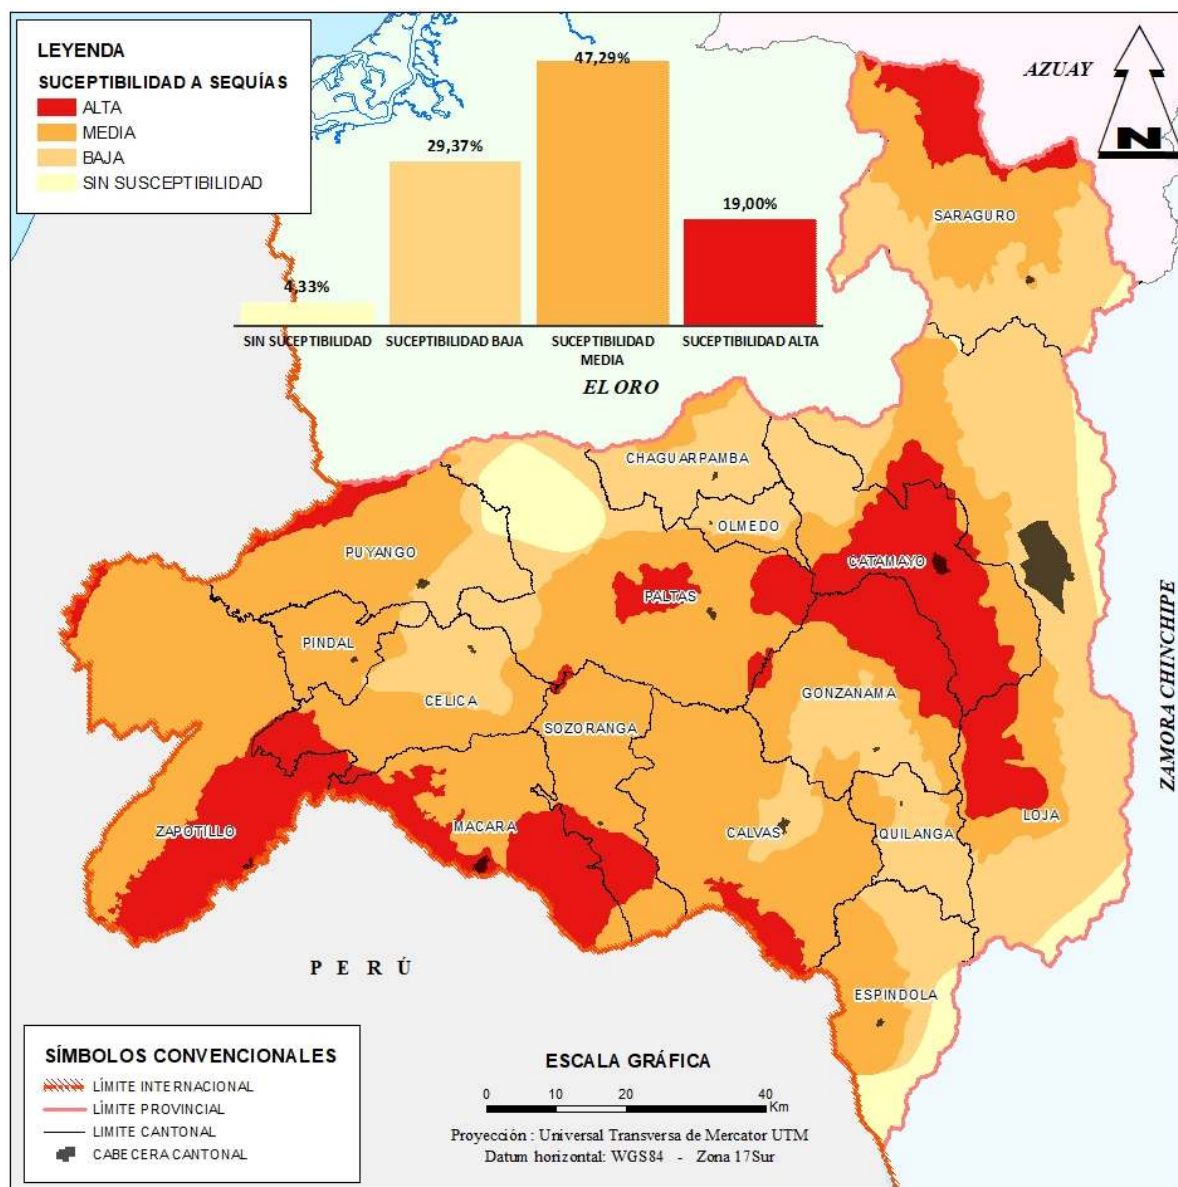 LEYENDA
SUCEPTIBILIDAD A SEQUÍAS
ALTA
MEDIA
BAJA
SIN SUSCEPTIBILIDAD
47,29%
29,37%
19,00%
4,33%
SIN SUCEPTIBILIDAD
SUCEPTIBILIDAD BAJA
SUCEPTIBILIDAD
MEDIA
SUCEPTIBILIDAD ALTA
AZUAY
N
SARAGURO
EL ORO
CHAGUARPAMBA
OLMEDO
PUYANGO
CATAMAYO
PALTAS
PINDAL
CELICA
GONZANAMA
SOZORANGA
ZAMORA CHINCHIPE
ZAPOTILLO
MACARA
CALVAS
QUILANGA
LOJA
PERÚ
ESPINDOLA
SÍMBOLOS CONVENCIONALES
LÍMITE INTERNACIONAL
LÍMITE PROVINCIAL
LIMITE CANTONAL
CABECERA CANTONAL
ESCALA GRÁFICA
0 10 20 40
Km
Proyección : Universal Transversa de Mercator UTM
Datum horizontal: WGS84 - Zona 17Sur